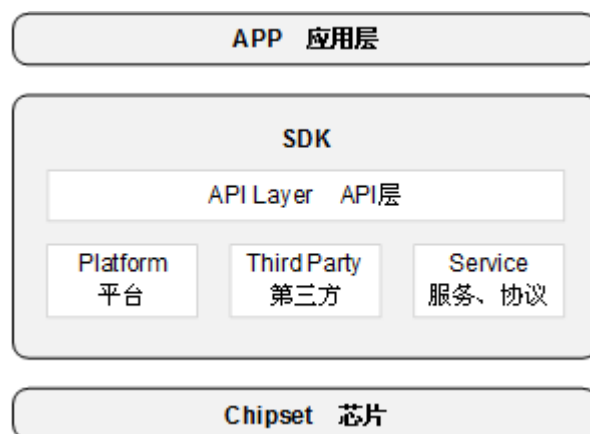 APP 应用层
SDK
API Layer API层
Platform
平台
Third Party
第三方
Service
服务、协议
Chipset 芯片